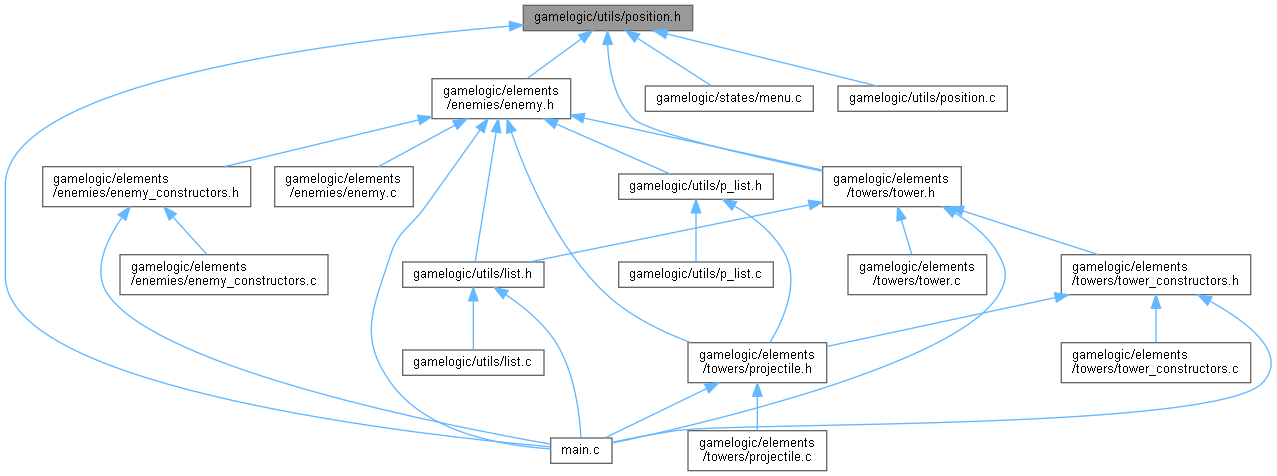 gamelogic/utils/position.h
gamelogic/elements
/enemies/enemy.h
gamelogic/states/menu.c
gamelogic/utils/position.c
gamelogic/elements
/enemies/enemy_constructors.h
gamelogic/elements
/enemies/enemy.c
gamelogic/utils/p_list.h
gamelogic/elements
/towers/tower.h
gamelogic/elements
/enemies/enemy_constructors.c
gamelogic/utils/list.h
gamelogic/utils/p_list.c
gamelogic/elements
/towers/tower.c
gamelogic/elements
/towers/tower_constructors.h
gamelogic/utils/list.c
gamelogic/elements
/towers/projectile.h
gamelogic/elements
/towers/tower_constructors.c
main.c
gamelogic/elements
/towers/projectile.c